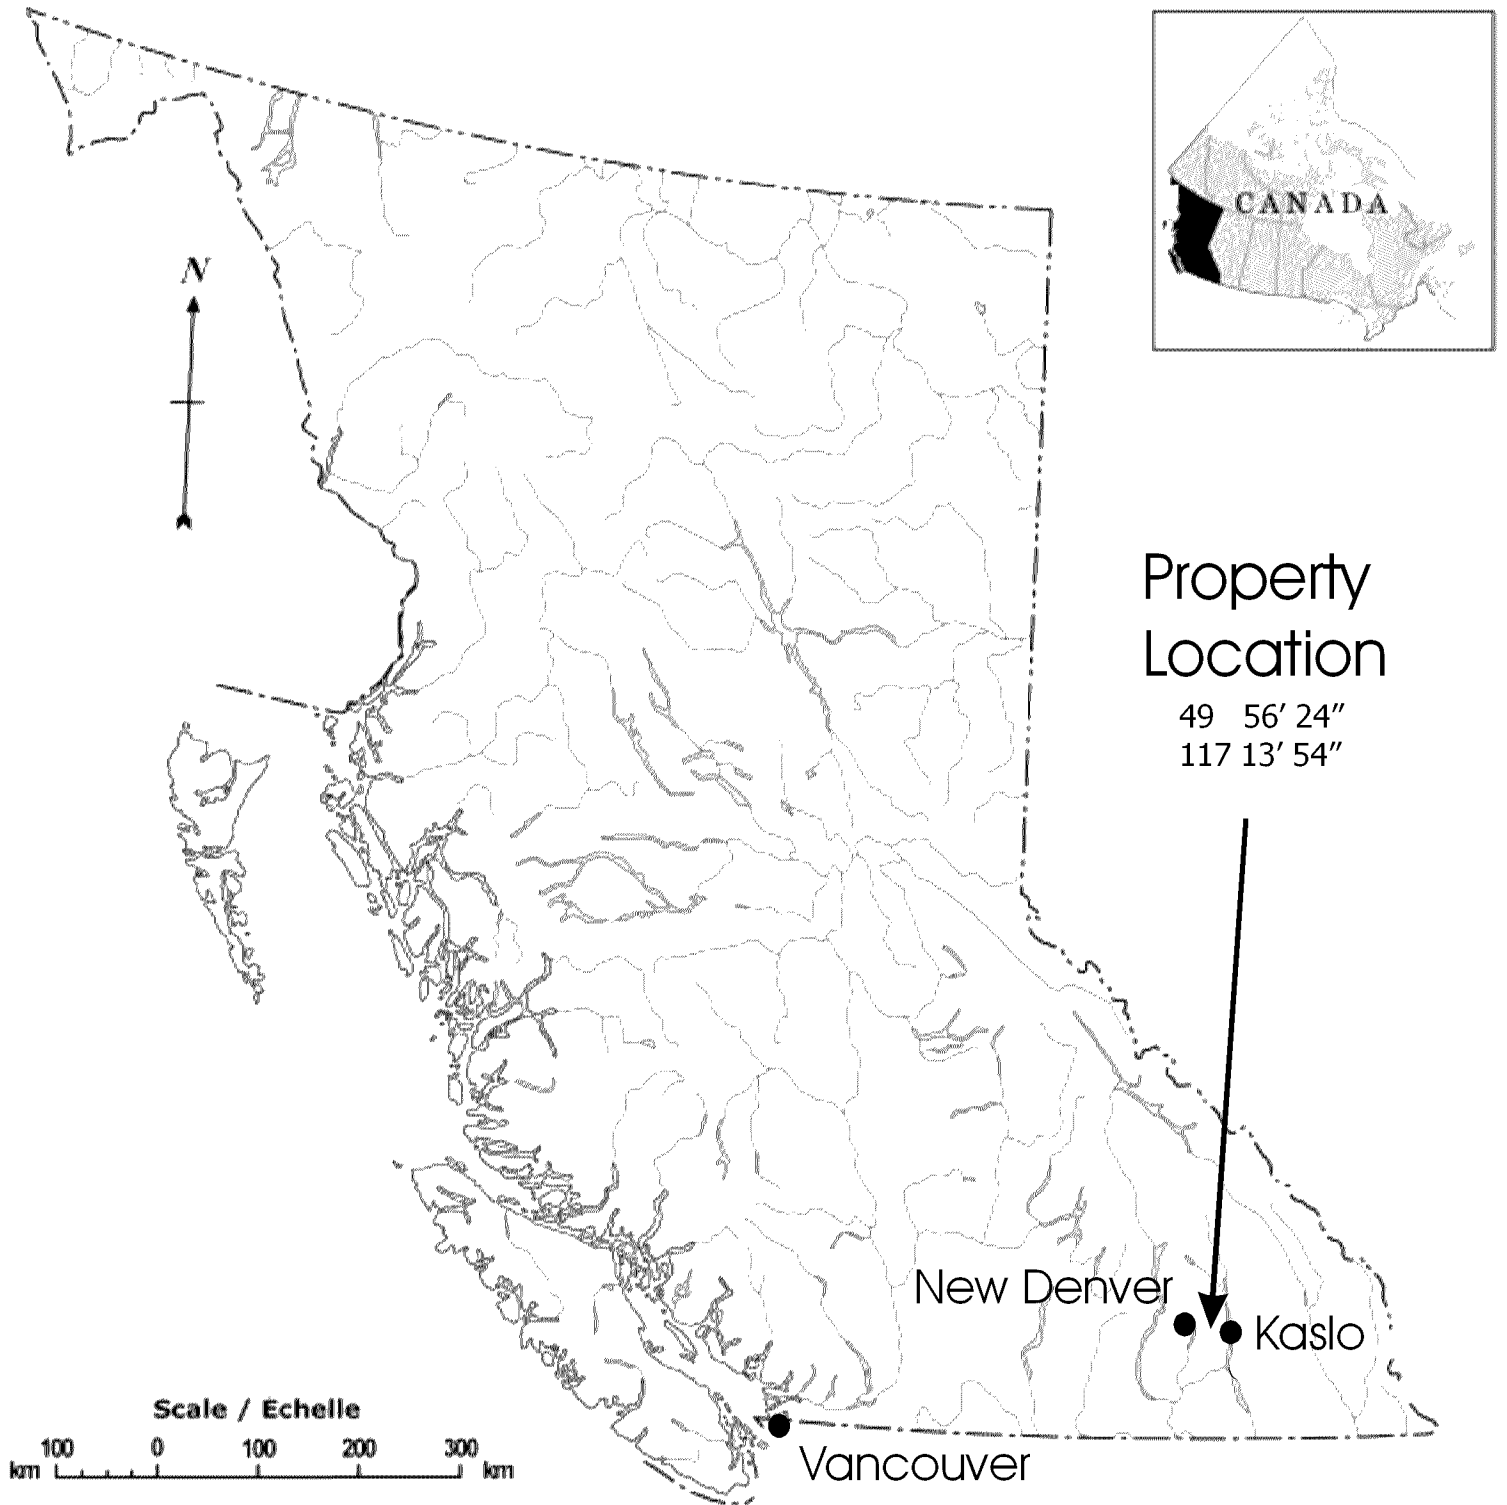 CANADA
N
Property
Location
49 56′ 24″
117 13′ 54″
New Denver
Kaslo
Scale / Echelle
100 0 100 200 300
km km
Vancouver